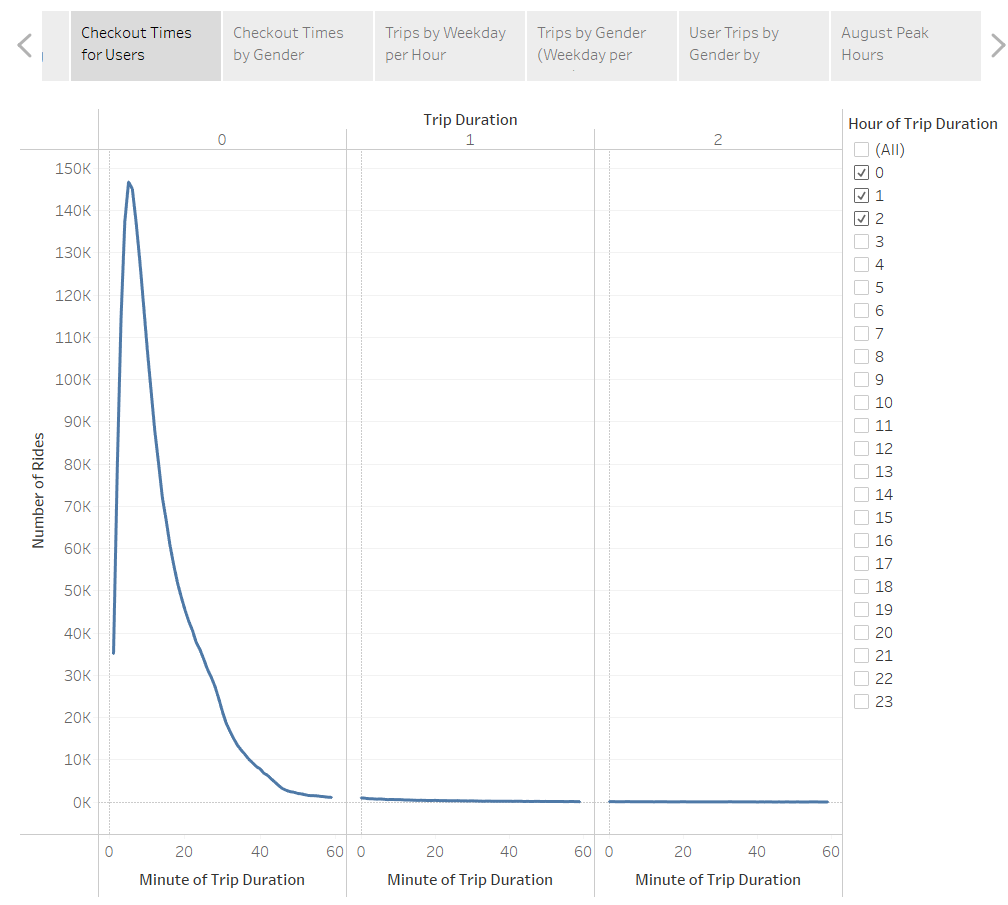 Checkout Times
for Users
Checkout Times
by Gender
Trips by Weekday
per Hour
Trips by Gender
(Weekday per
User Trips by
Gender by
August Peak
Hours
Trip Duration
0
1
2
150K
140K
130K
120K
110K
100K
90K
80K
70K
60K
50K
40K
30K
20K
10K
0K
Number of Rides
0 20 40 60
0 20 40 60
0 20 40 60
Minute of Trip Duration
Minute of Trip Duration
Minute of Trip Duration
Hour of Trip Duration
(All)
0
1
2
3
4
5
6
7
8
9
10
11
12
13
14
15
16
17
18
19
20
21
22
23